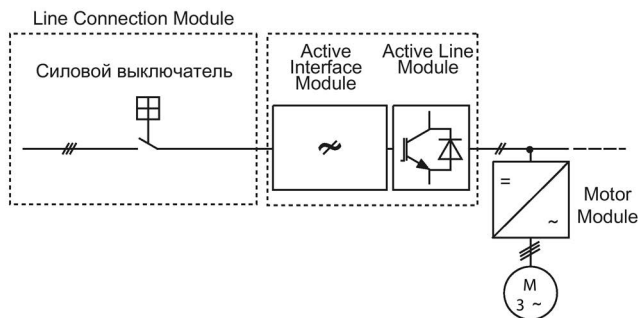 Line Connection Module
Силовой выключатель
Active
Interface
Module
Active Line
Module
=
~
Motor
Module
M
3 ~